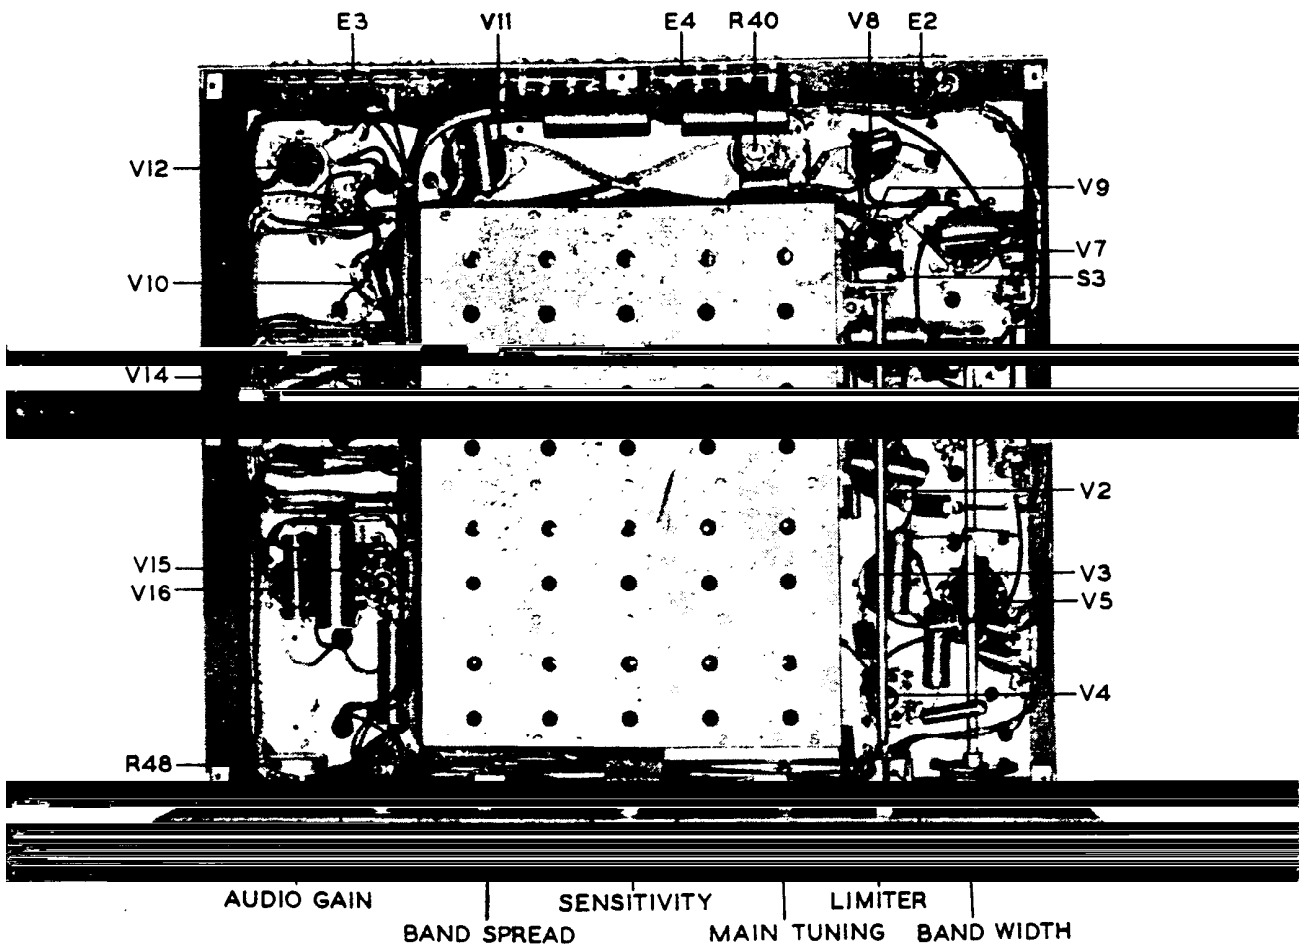 E3 V11 E4 R40 V8 E2
V12
V9
V7
V10
S3
V14
V2
V15
V3
V16
V5
V4
R48
AUDIO GAIN SENSITIVITY LIMITER
BAND SPREAD MAIN TUNING BAND WIDTH